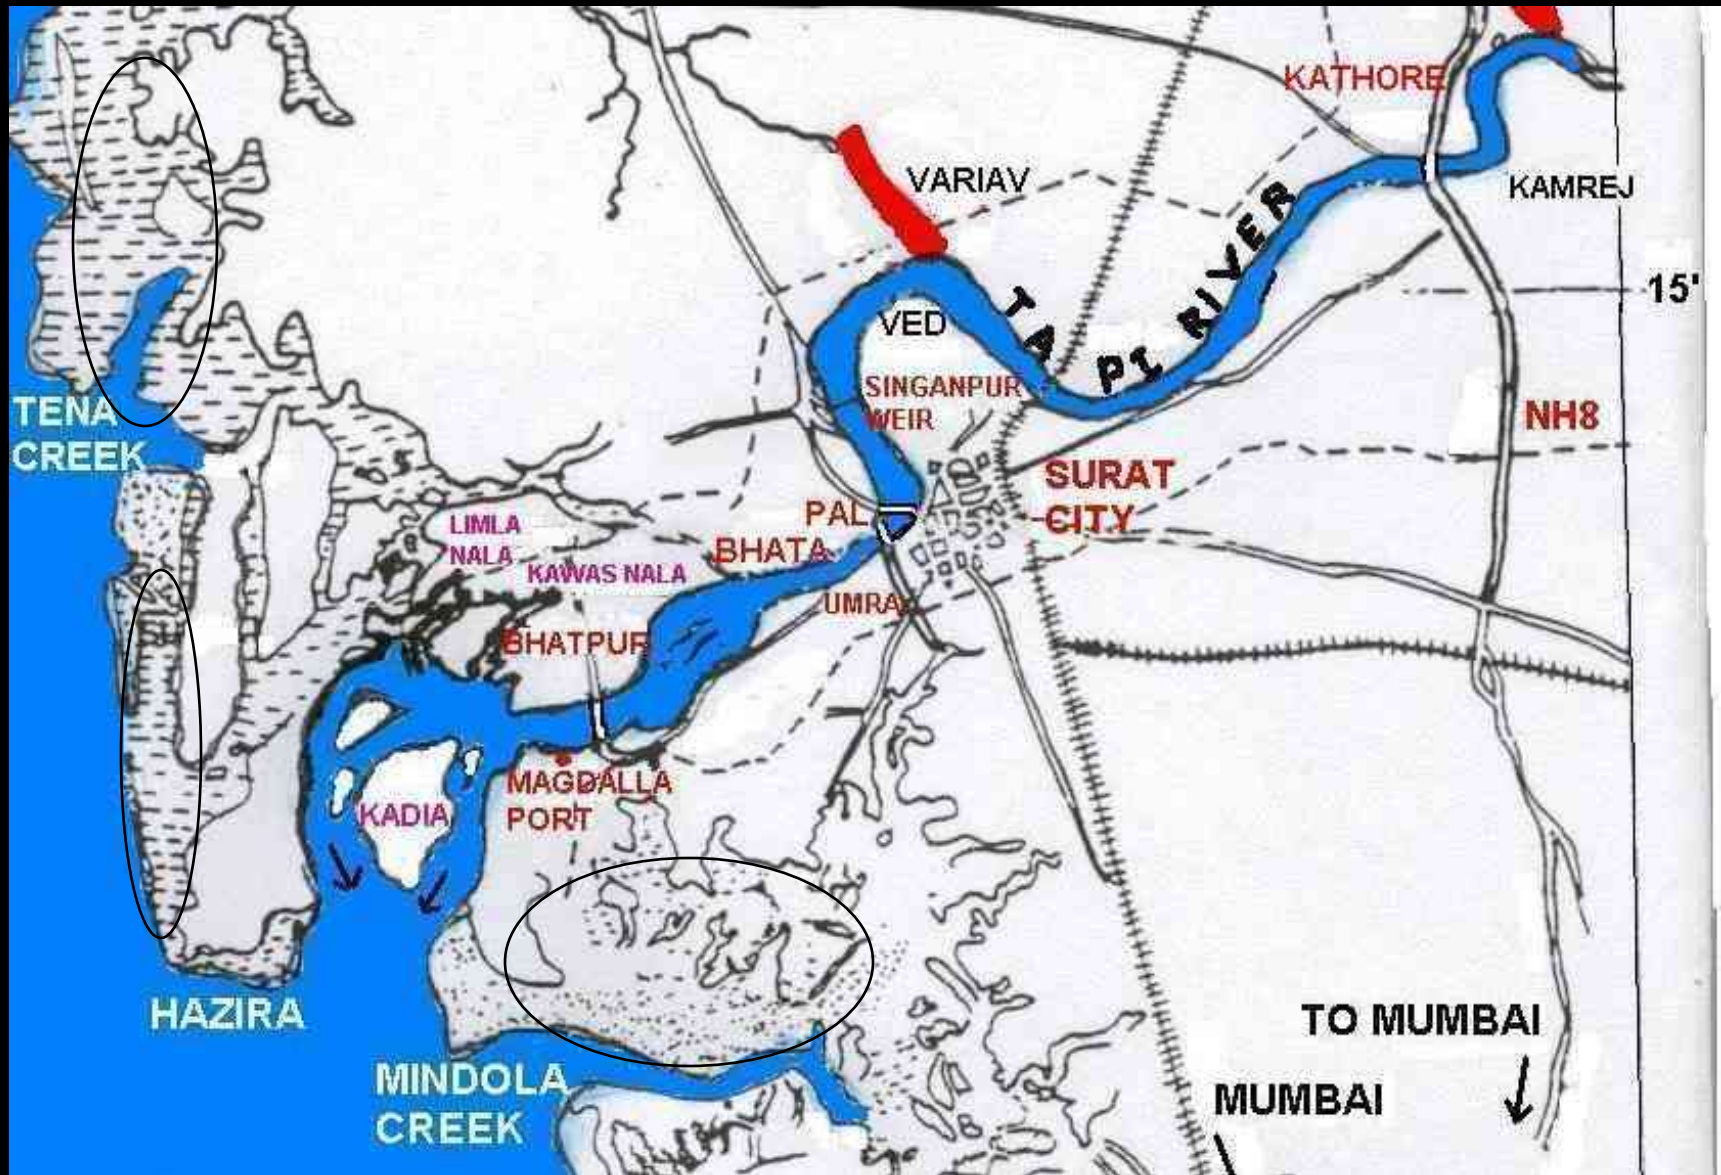 KATHORE
VARIAV
KAMREJ
TAPI RIVER
15'
VED
SINGANPUR
WEIR
TENA
CREEK
NH8
SURAT
CITY
PAL
LIMLA
NALA
BHATA
KAWAS NALA
UMRA
BHATPUR
MAGDALLA
PORT
KADIA
HAZIRA
TO MUMBAI
MINDOLA
CREEK
MUMBAI